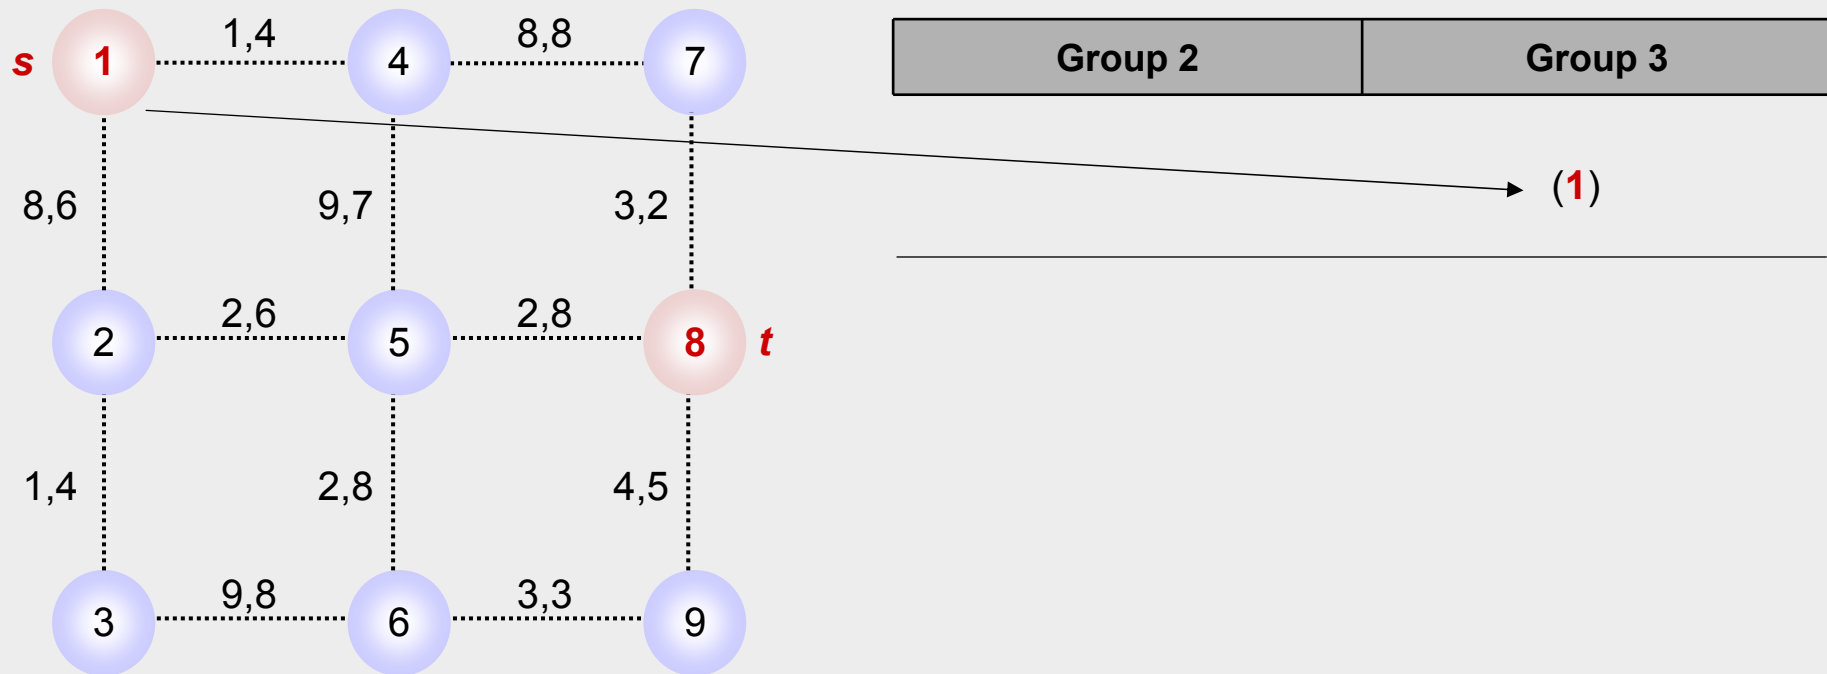 s 1 1,4 4 8,8 7
Group 2 Group 3
(1)
8,6 9,7 3,2
2 2,6 5 2,8 8 t
1,4 2,8 4,5
3 9,8 6 3,3 9